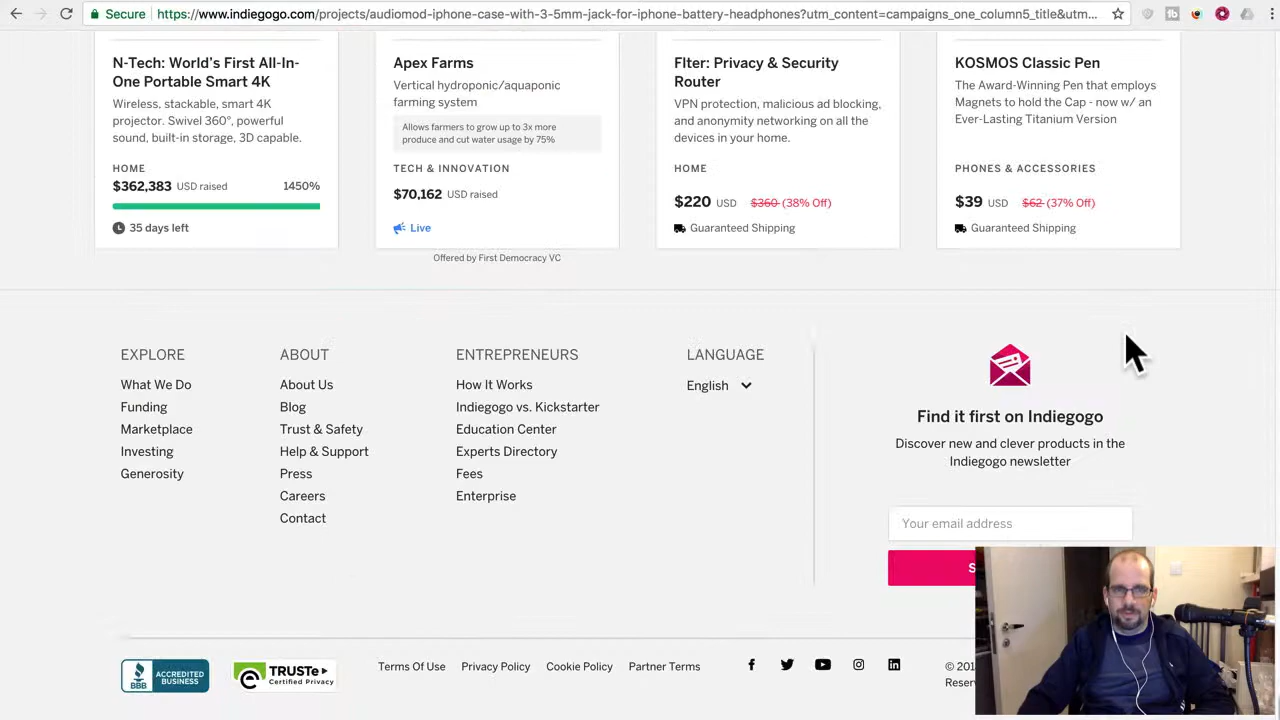 Secure https://www.indiegogo.com/projects/audiomod-iphone-case-with-3-5mm-jack-for-iphone-battery-headphones?utm_content=campaigns_one_column5_title&utm...
N-Tech: World's First All-In-
One Portable Smart 4K
Wireless, stackable, smart 4K
projector. Swivel 360°, powerful
sound, built-in storage, 3D capable.
HOME
$362,383 USD raised 1450%
35 days left
Apex Farms
Vertical hydroponic/aquaponic
farming system
Allows farmers to grow up to 3x more
produce and cut water usage by 75%
TECH & INNOVATION
$70,162 USD raised
Live
Offered by First Democracy VC
Flter: Privacy & Security
Router
VPN protection, malicious ad blocking,
and anonymity networking on all the
devices in your home.
HOME
$220 USD $360 (38% Off)
Guaranteed Shipping
KOSMOS Classic Pen
The Award-Winning Pen that employs
Magnets to hold the Cap - now w/ an
Ever-Lasting Titanium Version
PHONES & ACCESSORIES
$39 USD $62 (37% Off)
Guaranteed Shipping
EXPLORE
What We Do
Funding
Marketplace
Investing
Generosity
ABOUT
About Us
Blog
Trust & Safety
Help & Support
Press
Careers
Contact
ENTREPRENEURS
How It Works
Indiegogo vs. Kickstarter
Education Center
Experts Directory
Fees
Enterprise
LANGUAGE
English
Find it first on Indiegogo
Discover new and clever products in the
Indiegogo newsletter
Your email address
S
BBB ACCREDITED
BUSINESS
TRUSTe
Certified Privacy
Terms Of Use Privacy Policy Cookie Policy Partner Terms
© 201
Reserv